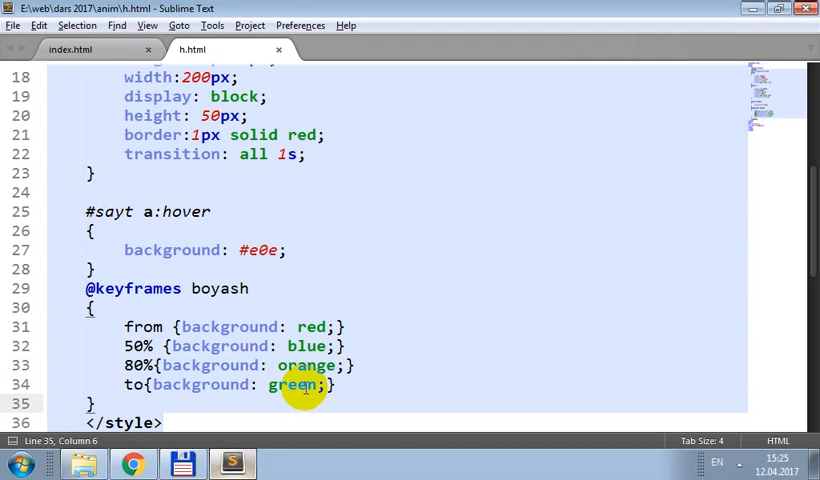 E:\web\dars 2017\anim\h.html - Sublime Text
File Edit Selection Find View Goto Tools Project Preferences Help
index.html h.html
18 width:200px;
19 display: block;
20 height: 50px;
21 border:1px solid red;
22 transition: all 1s;
23 }
24
25 #sayt a:hover
26 {
27 background: #e0e;
28 }
29 @keyframes boyash
30 {
31 from {background: red;}
32 50% {background: blue;}
33 80%{background: orange;}
34 to{background: green;}
35 }
36 </style>
Line 35, Column 6 Tab Size: 4 HTML
EN 15:25
12.04.2017